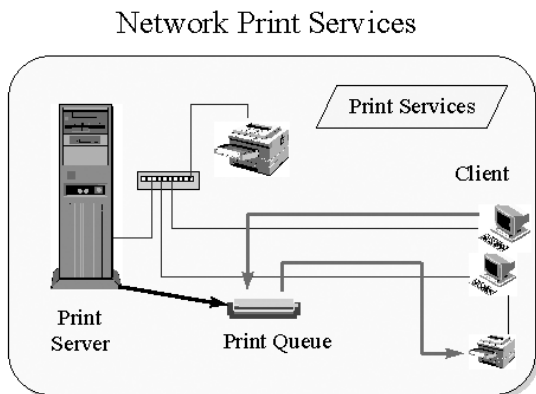 Network Print Services
Print Services
Client
Print
Server
Print Queue